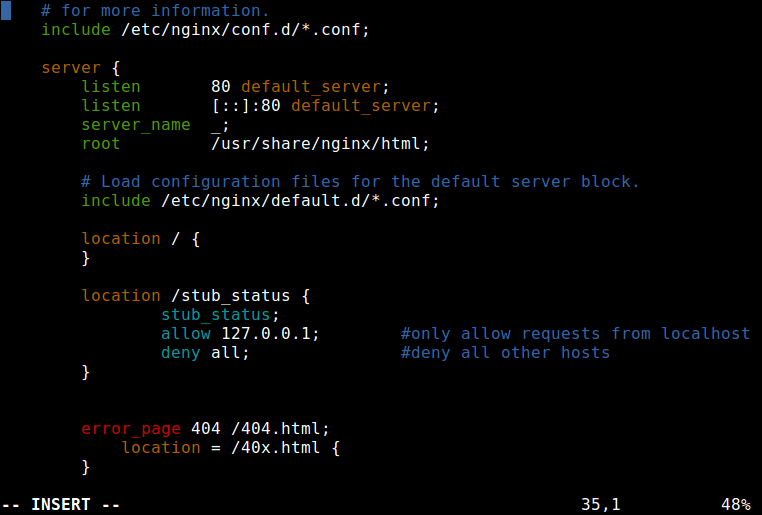 # for more information.
include /etc/nginx/conf.d/*.conf;
server {
listen 80 default_server;
listen [::]:80 default_server;
server_name _;
root /usr/share/nginx/html;
# Load configuration files for the default server block.
include /etc/nginx/default.d/*.conf;
location / {
}
location /stub_status {
stub_status;
allow 127.0.0.1; #only allow requests from localhost
deny all; #deny all other hosts
}
error_page 404 /404.html;
location = /40x.html {
}
-- INSERT -- 35,1 48%